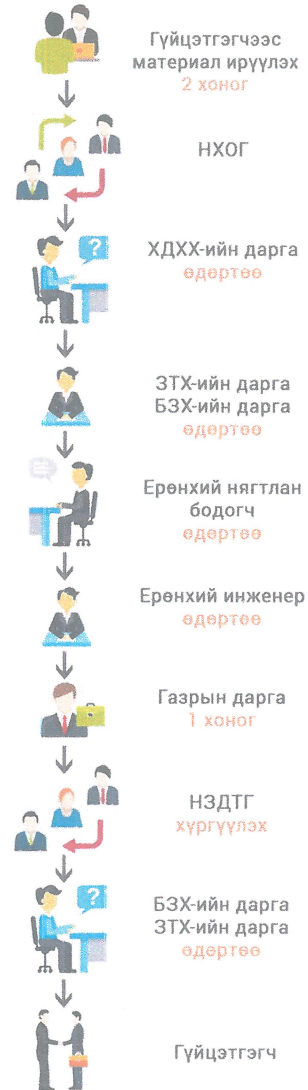 Гүйцэтгэгчээс
материал ирүүлэх
2 хоног
НХОГ
?
ХДХХ-ийн дарга
өдөртөө
ЗТХ-ийн дарга
БЗХ-ийн дарга
өдөртөө
Ерөнхий нягтлан
бодогч
өдөртөө
Ерөнхий инженер
өдөртөө
Газрын дарга
1 хоног
НЗДТГ
хүргүүлэх
?
БЗХ-ийн дарга
ЗТХ-ийн дарга
өдөртөө
Гүйцэтгэгч